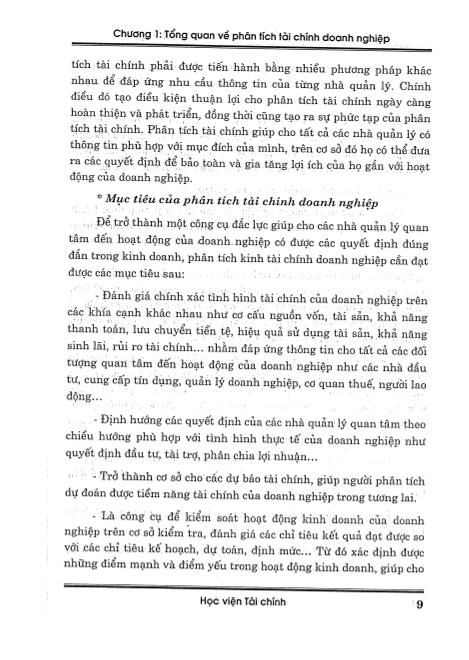 Chương 1: Tổng quan về phân tích tài chính doanh nghiệp
tích tài chính phải được tiến hành bằng nhiều phương pháp khác
nhau để đáp ứng nhu cầu thông tin của từng nhà quản lý. Chính
điều đó tạo điều kiện thuận lợi cho phân tích tài chính ngày càng
hoàn thiện và phát triển, đồng thời cũng tạo ra sự phức tạp của phân
tích tài chính. Phân tích tài chính giúp cho tất cả các nhà quản lý có
thông tin phù hợp với mục đích của mình, trên cơ sở đó họ có thể đưa
ra các quyết định để bảo toàn và gia tăng lợi ích của họ gắn với hoạt
động của doanh nghiệp.
* Mục tiêu của phân tích tài chính doanh nghiệp
Để trở thành một công cụ đắc lực giúp cho các nhà quản lý quan
tâm đến hoạt động của doanh nghiệp có được các quyết định đúng
đắn trong kinh doanh, phân tích kinh tài chính doanh nghiệp cần đạt
được các mục tiêu sau:
- Đánh giá chính xác tình hình tài chính của doanh nghiệp trên
các khía cạnh khác nhau như cơ cấu nguồn vốn, tài sản, khả năng
thanh toán, lưu chuyển tiền tệ, hiệu quả sử dụng tài sản, khả năng
sinh lãi, rủi ro tài chính... nhằm đáp ứng thông tin cho tất cả các đối
tượng quan tâm đến hoạt động của doanh nghiệp như các nhà đầu
tư, cung cấp tín dụng, quản lý doanh nghiệp, cơ quan thuế, người lao
động...
- Định hướng các quyết định của các nhà quản lý quan tâm theo
chiều hướng phù hợp với tình hình thực tế của doanh nghiệp như
quyết định đầu tư, tài trợ, phân chia lợi nhuận...
- Trở thành cơ sở cho các dự báo tài chính, giúp người phân tích
dự đoán được tiềm năng tài chính của doanh nghiệp trong tương lai.
- Là công cụ để kiểm soát hoạt động kinh doanh của doanh
nghiệp trên cơ sở kiểm tra, đánh giá các chỉ tiêu kết quả đạt được so
với các chỉ tiêu kế hoạch, dự toán, định mức... Từ đó xác định được
những điểm mạnh và điểm yếu trong hoạt động kinh doanh, giúp cho
Học viện Tài chính
9